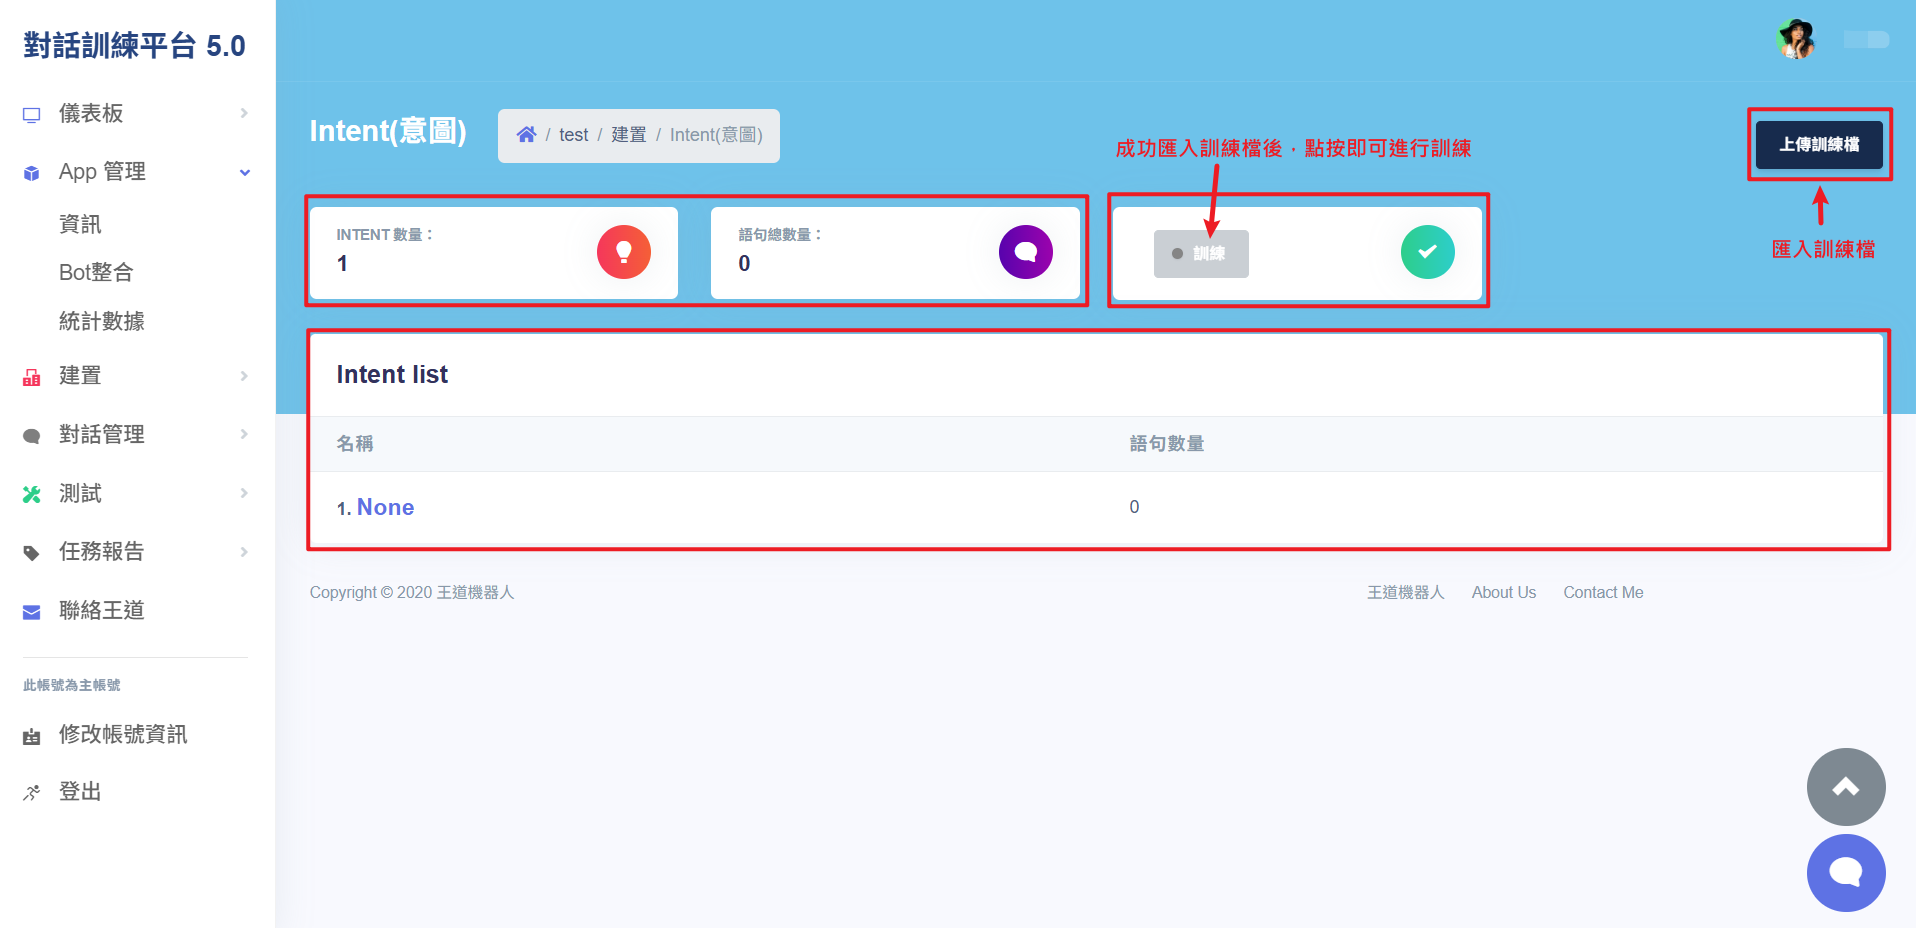 對話訓練平台 5.0
儀表板
App 管理
資訊
Bot整合
統計數據
建置
對話管理
測試
任務報告
聯絡王道
此帳號為主帳號
修改帳號資訊
登出
Intent(意圖)
/ test / 建置 / Intent(意圖)
成功匯入訓練檔後，點按即可進行訓練
上傳訓練檔
匯入訓練檔
INTENT 數量：
1
語句總數量：
0
訓練
Intent list
名稱 語句數量
1. None 0
Copyright © 2020 王道機器人
王道機器人 About Us Contact Me